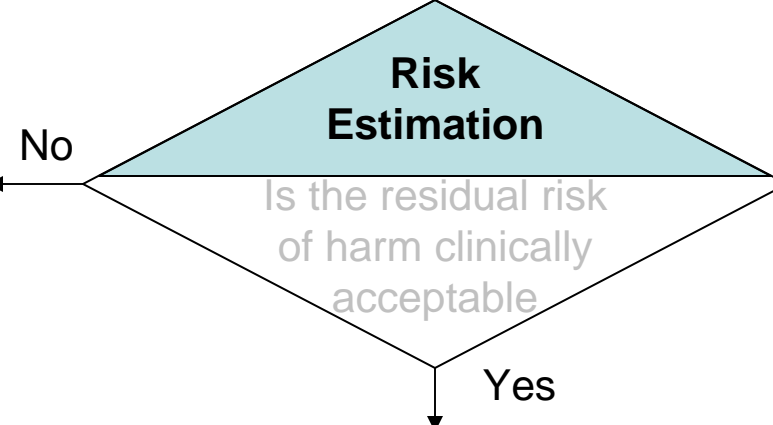 Risk
Estimation
No
Is the residual risk
of harm clinically
acceptable
Yes